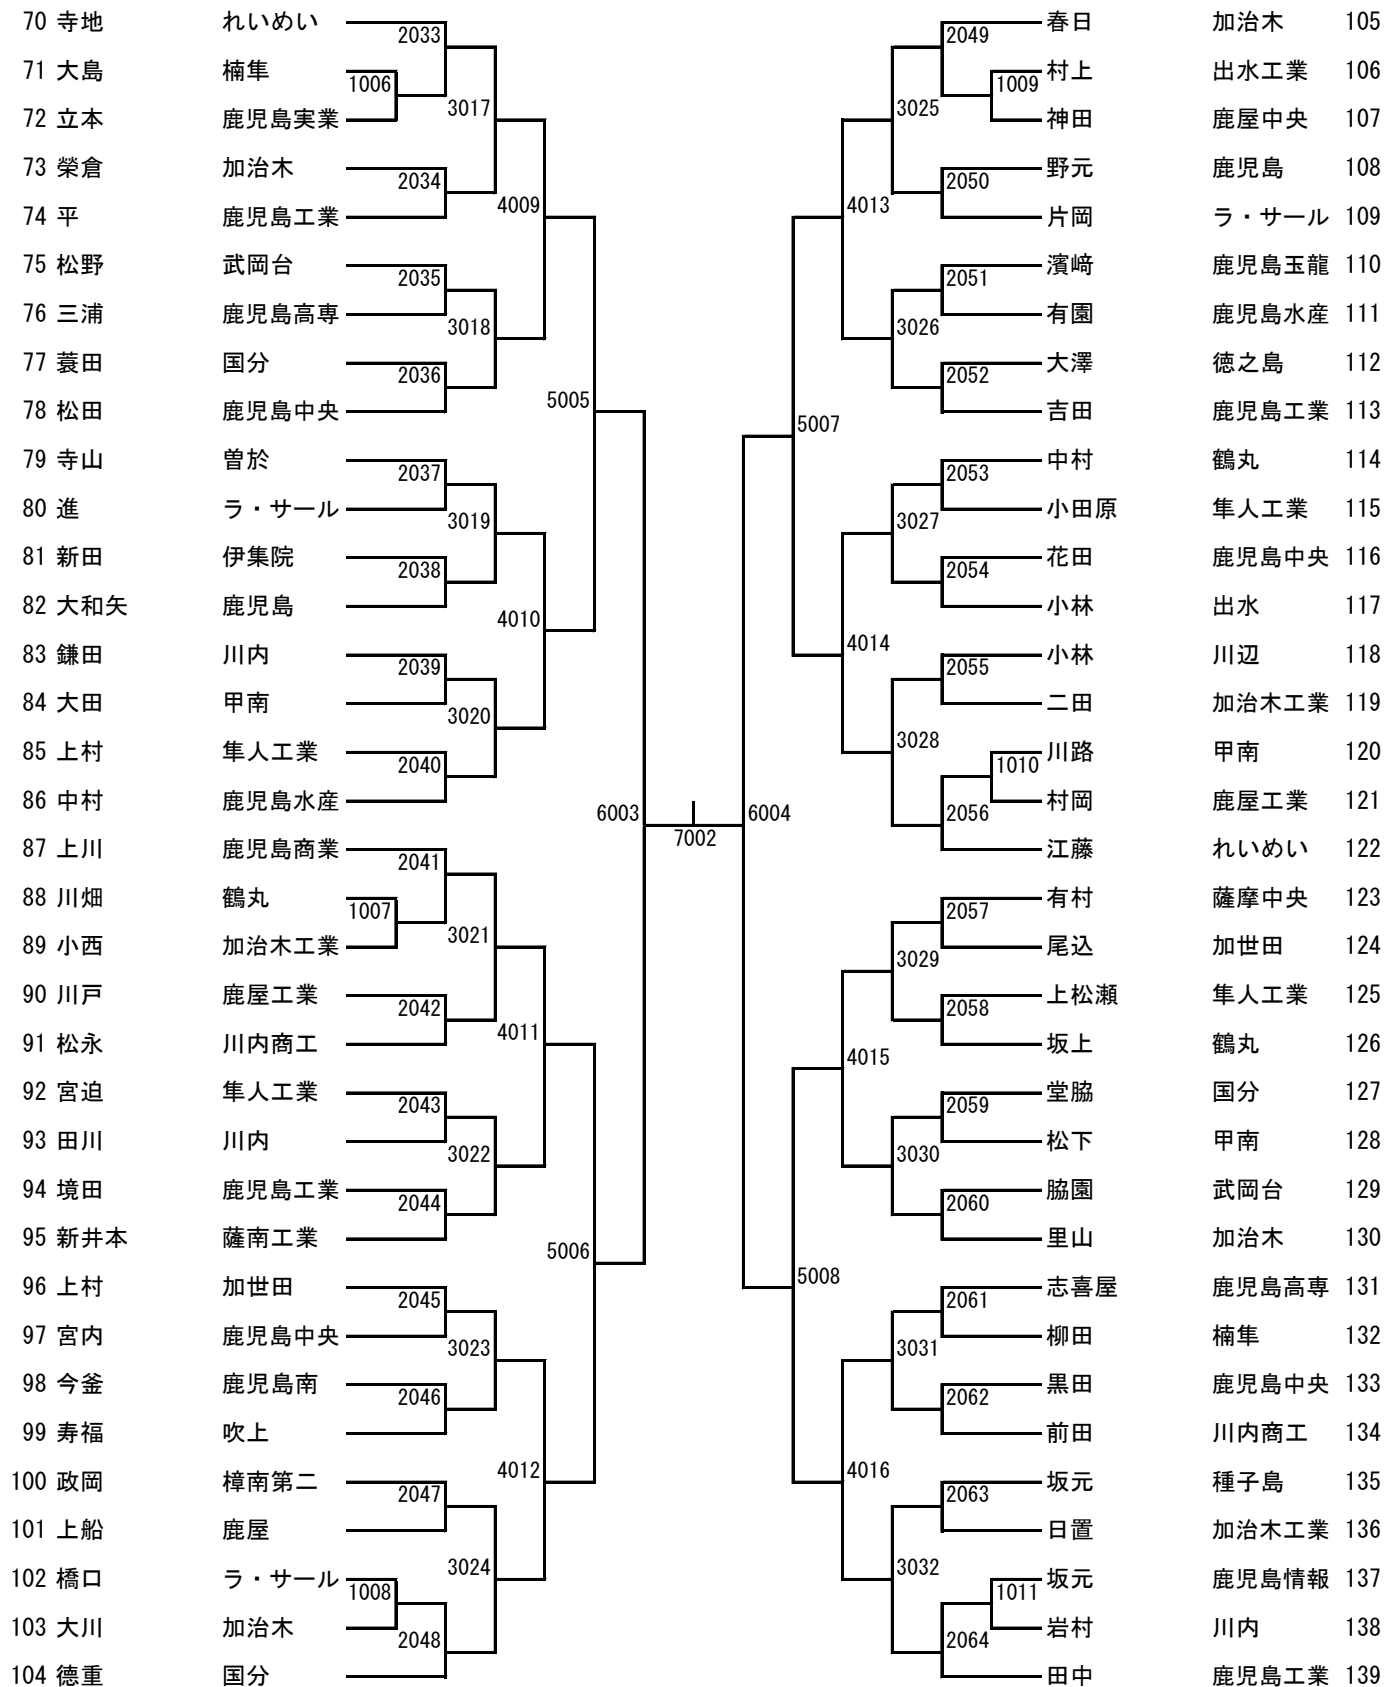 70 寺地 れいめい
71 大島 楠隼
72 立本 鹿児島実業
73 榮倉 加治木
74 平 鹿児島工業
75 松野 武岡台
76 三浦 鹿児島高専
77 蓑田 国分
78 松田 鹿児島中央
79 寺山 曽於
80 進 ラ・サール
81 新田 伊集院
82 大和矢 鹿児島
83 鎌田 川内
84 大田 甲南
85 上村 隼人工業
86 中村 鹿児島水産
87 上川 鹿児島商業
88 川畑 鶴丸
89 小西 加治木工業
90 川戸 鹿屋工業
91 松永 川内商工
92 宮迫 隼人工業
93 田川 川内
94 境田 鹿児島工業
95 新井本 薩南工業
96 上村 加世田
97 宮内 鹿児島中央
98 今釜 鹿児島南
99 寿福 吹上
100 政岡 樟南第二
101 上船 鹿屋
102 橋口 ラ・サール
103 大川 加治木
104 德重 国分
1006
1007
1008
2033
2034
2035
2036
2037
2038
2039
2040
2041
2042
2043
2044
2045
2046
2047
2048
3017
3018
3019
3020
3021
3022
3023
3024
4009
4010
4011
4012
5005
5006
6003
7002
6004
5007
5008
4013
4014
4015
4016
3025
3026
3027
3028
3029
3030
3031
3032
2049
2050
2051
2052
2053
2054
2055
2056
2057
2058
2059
2060
2061
2062
2063
2064
1009
1010
1011
春日 加治木 105
村上 出水工業 106
神田 鹿屋中央 107
野元 鹿児島 108
片岡 ラ・サール 109
濱﨑 鹿児島玉龍 110
有園 鹿児島水産 111
大澤 徳之島 112
吉田 鹿児島工業 113
中村 鶴丸 114
小田原 隼人工業 115
花田 鹿児島中央 116
小林 出水 117
小林 川辺 118
二田 加治木工業 119
川路 甲南 120
村岡 鹿屋工業 121
江藤 れいめい 122
有村 薩摩中央 123
尾込 加世田 124
上松瀬 隼人工業 125
坂上 鶴丸 126
堂脇 国分 127
松下 甲南 128
脇園 武岡台 129
里山 加治木 130
志喜屋 鹿児島高専 131
柳田 楠隼 132
黒田 鹿児島中央 133
前田 川内商工 134
坂元 種子島 135
日置 加治木工業 136
坂元 鹿児島情報 137
岩村 川内 138
田中 鹿児島工業 139